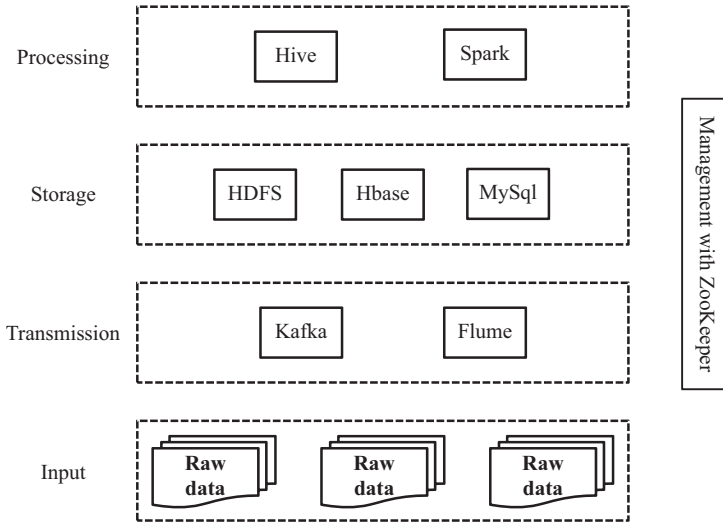 Processing
Hive
Spark
Storage
HDFS
Hbase
MySql
Transmission
Kafka
Flume
Input
Raw
data
Raw
data
Raw
data
Management with ZooKeeper